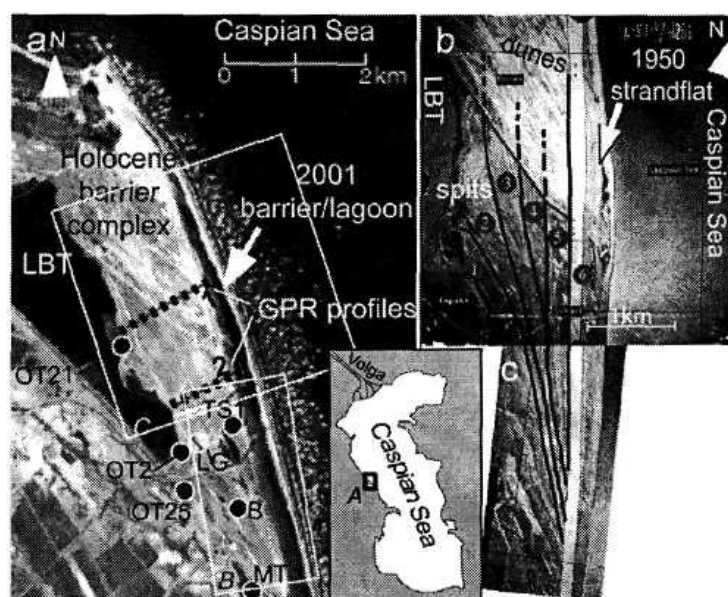 a
N
Caspian Sea
0 1 2 km
Holocene
barrier
complex
2001
barrier/lagoon
LBT
GPR profiles
OT21
C
TS
OT2
LG
OT25
B
B
MT
b
dunes
1950
N
strandflat
LBT
spits
Caspian Sea
1km
c
Volga
Caspian Sea
A